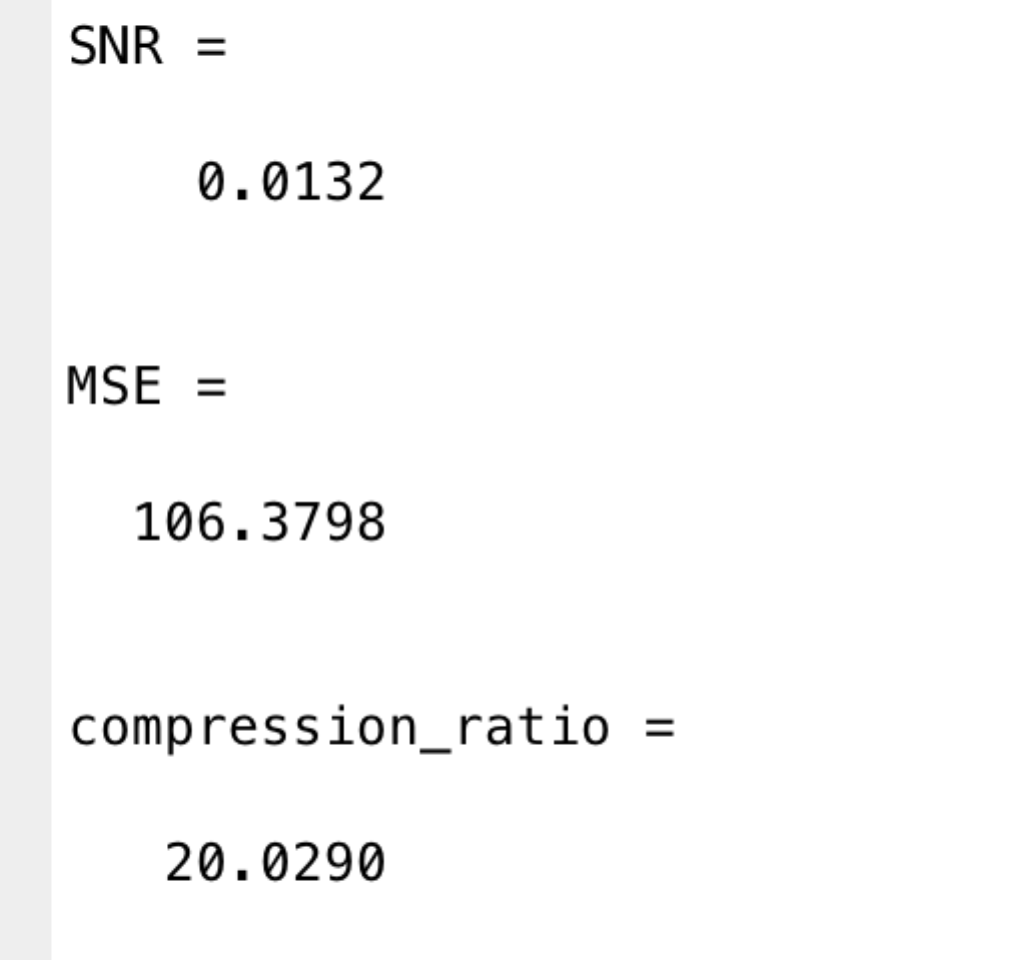 SNR =
0.0132
MSE =
106.3798
compression_ratio =
20.0290